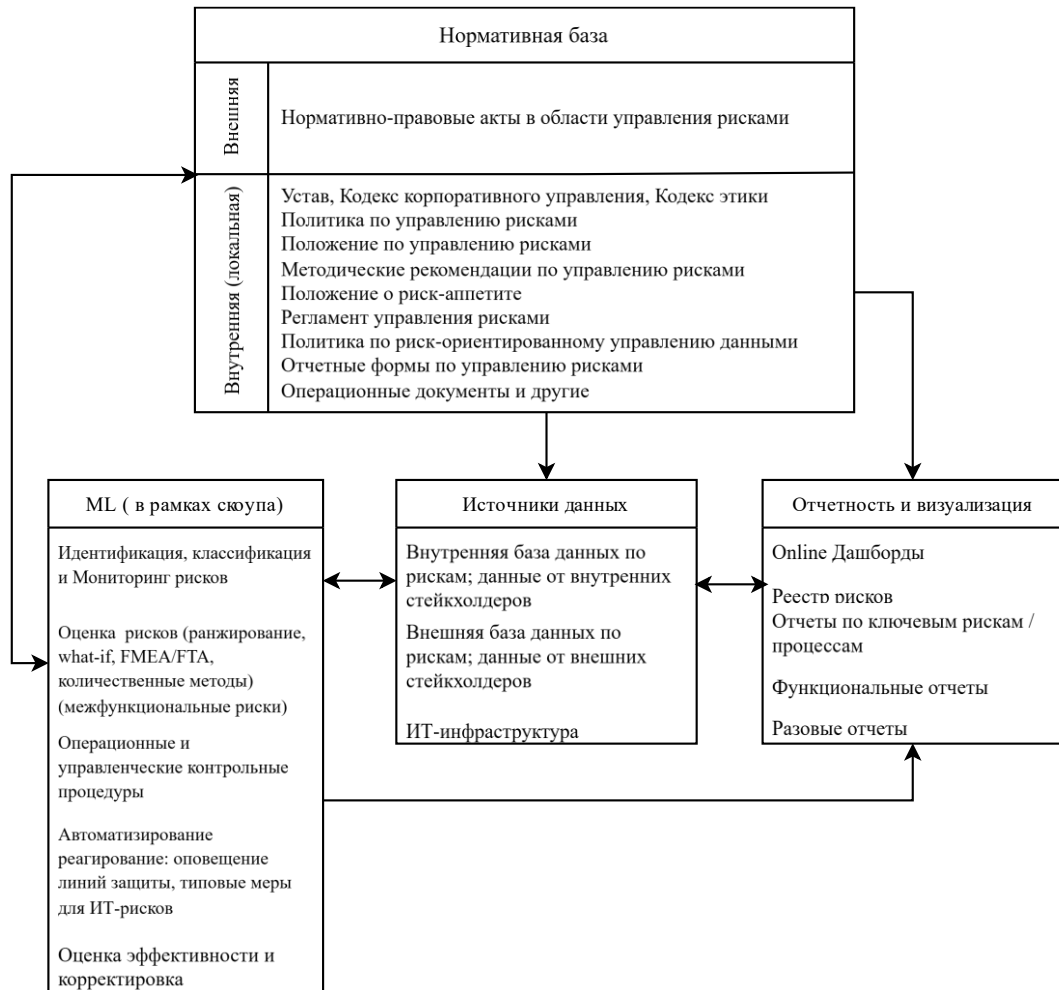 Нормативная база
Внешняя
Нормативно-правовые акты в области управления рисками
Внутренняя (локальная)
Устав, Кодекс корпоративного управления, Кодекс этики
Политика по управлению рисками
Положение по управлению рисками
Методические рекомендации по управлению рисками
Положение о риск-аппетите
Регламент управления рисками
Политика по риск-ориентированному управлению данными
Отчетные формы по управлению рисками
Операционные документы и другие
ML ( в рамках скоупа)
Идентификация, классификация
и Мониторинг рисков
Оценка рисков (ранжирование,
what-if, FMEA/FTA,
количественные методы)
(межфункциональные риски)
Операционные и
управленческие контрольные
процедуры
Автоматизирование
реагирование: оповещение
линий защиты, типовые меры
для ИТ-рисков
Оценка эффективности и
корректировка
Источники данных
Внутренняя база данных по
рискам; данные от внутренних
стейкхолдеров
Внешняя база данных по
рискам; данные от внешних
стейкхолдеров
ИТ-инфраструктура
Отчетность и визуализация
Online Дашборды
Реестр рисков
Отчеты по ключевым рискам /
процессам
Функциональные отчеты
Разовые отчеты